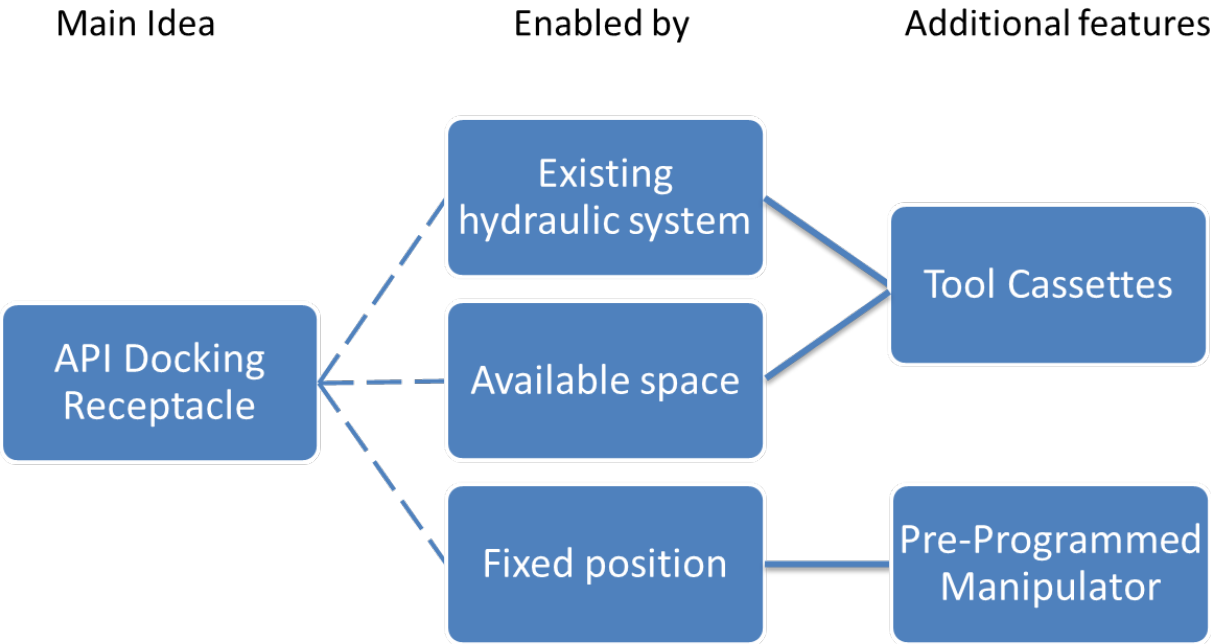 Main Idea
Enabled by
Additional features
Existing
hydraulic system
Tool Cassettes
API Docking
Receptacle
Available space
Fixed position
Pre-Programmed
Manipulator